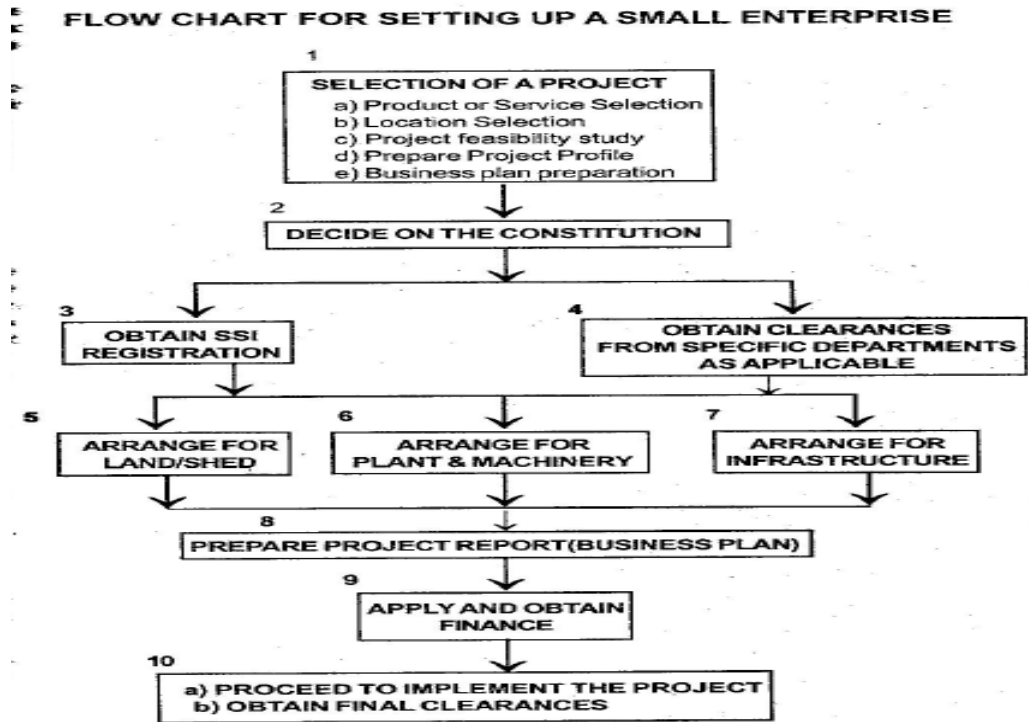 FLOW CHART FOR SETTING UP A SMALL ENTERPRISE
1
SELECTION OF A PROJECT
a) Product or Service Selection
b) Location Selection
c) Project feasibility study
d) Prepare Project Profile
e) Business plan preparation
2
DECIDE ON THE CONSTITUTION
3
OBTAIN SSI
REGISTRATION
4
OBTAIN CLEARANCES
FROM SPECIFIC DEPARTMENTS
AS APPLICABLE
5
ARRANGE FOR
LAND/SHED
6
ARRANGE FOR
PLANT & MACHINERY
7
ARRANGE FOR
INFRASTRUCTURE
8
PREPARE PROJECT REPORT(BUSINESS PLAN)
9
APPLY AND OBTAIN
FINANCE
10
a) PROCEED TO IMPLEMENT THE PROJECT
b) OBTAIN FINAL CLEARANCES